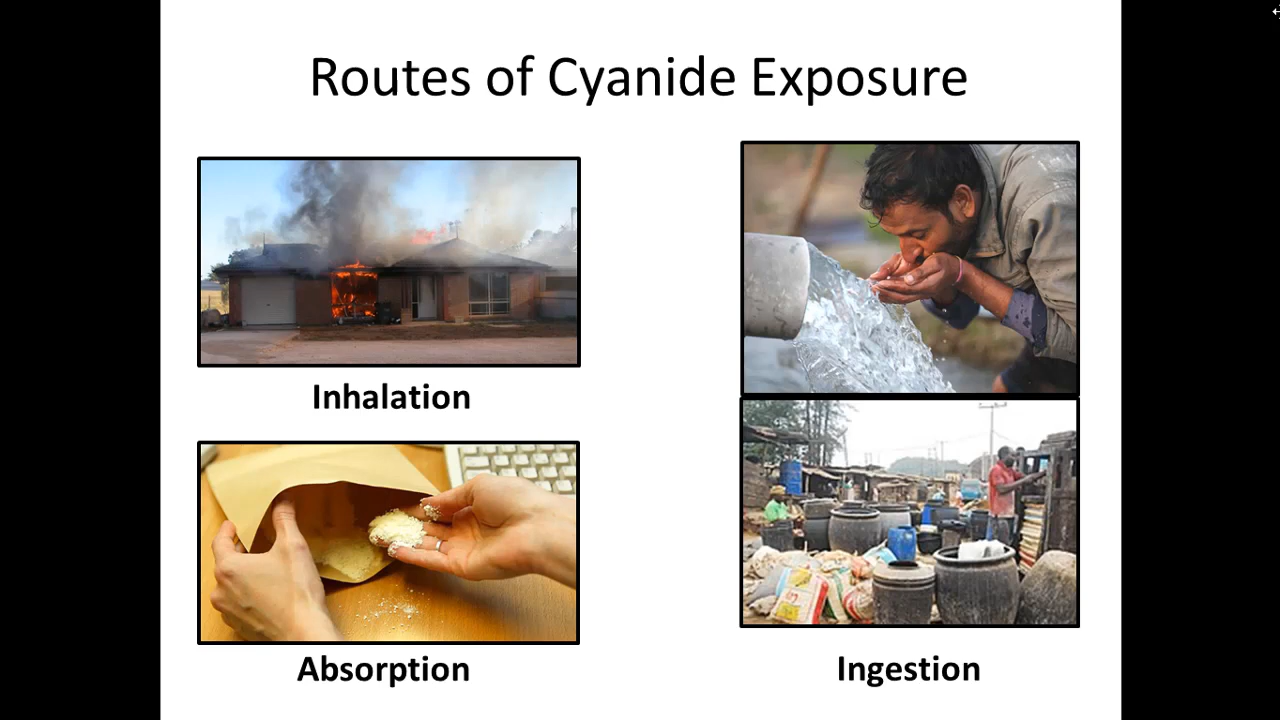 Routes of Cyanide Exposure
Inhalation
Absorption
Ingestion